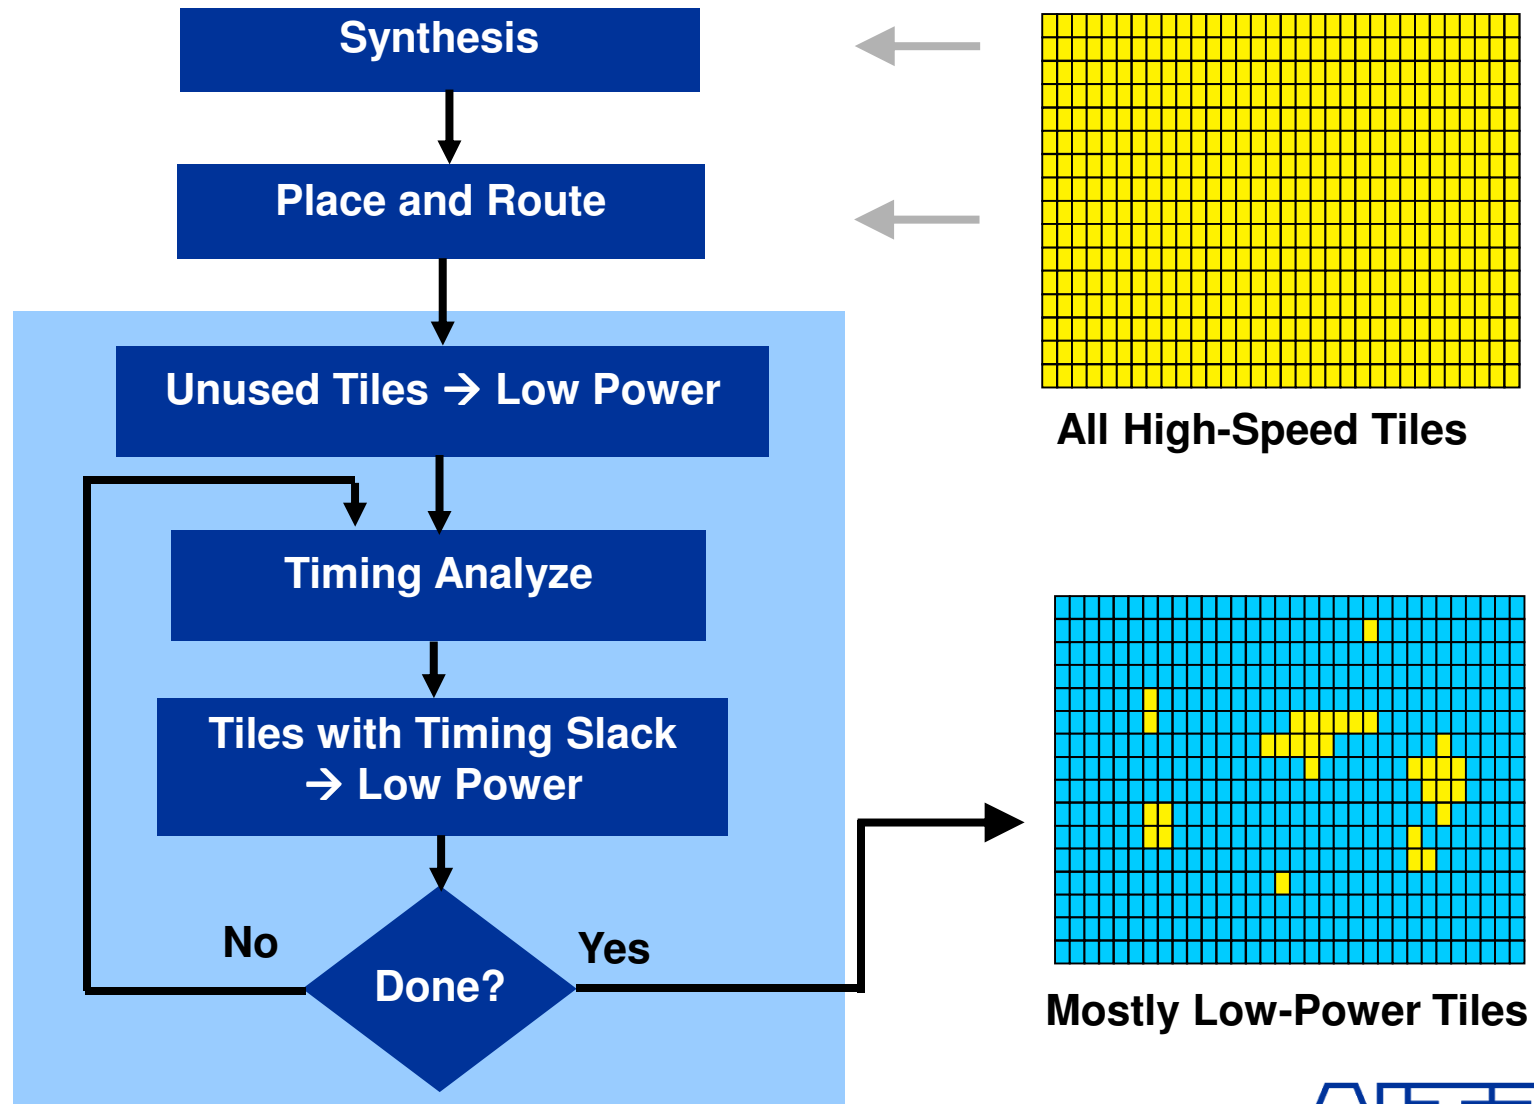 Synthesis
Place and Route
Unused Tiles → Low Power
All High-Speed Tiles
Timing Analyze
Tiles with Timing Slack
→ Low Power
No
Yes
Done?
Mostly Low-Power Tiles